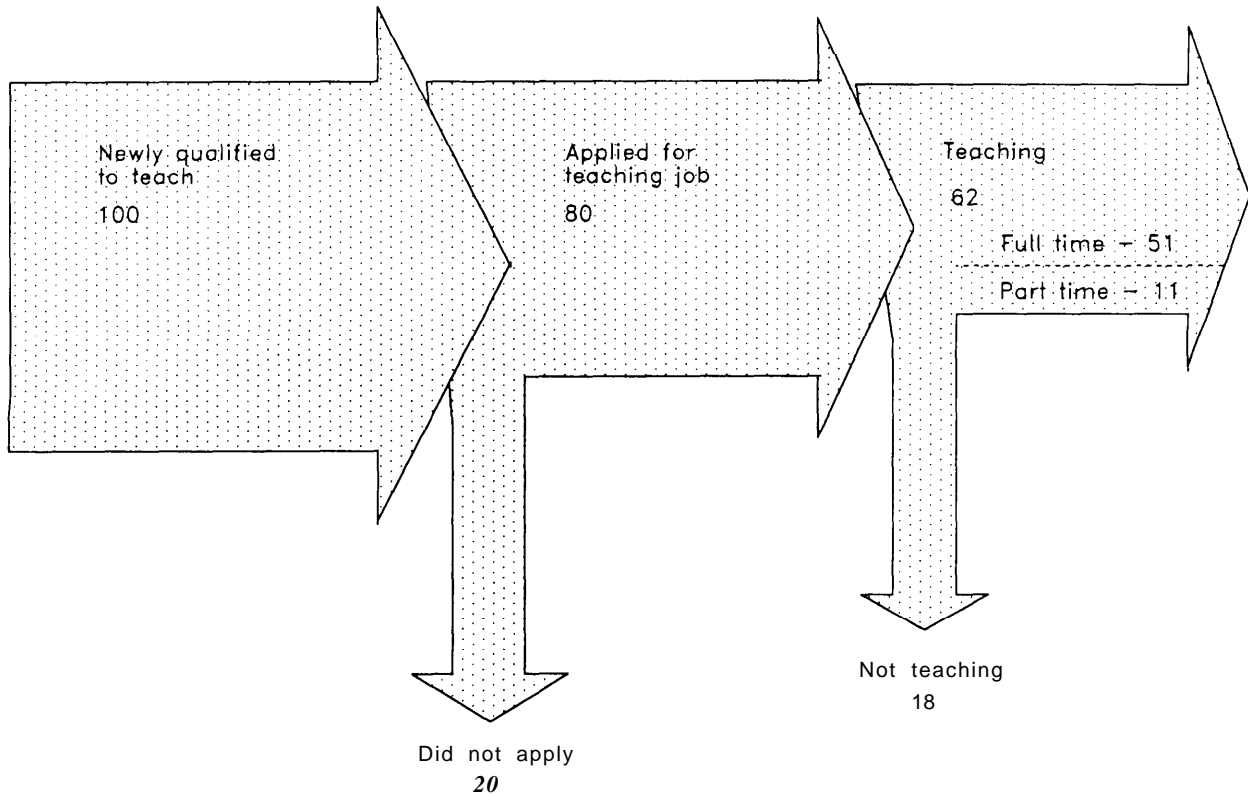 Newly qualified
to teach
100
Applied for
teaching job
80
Teaching
62
Full time - 51
Part time - 11
Not teaching
18
Did not apply
20